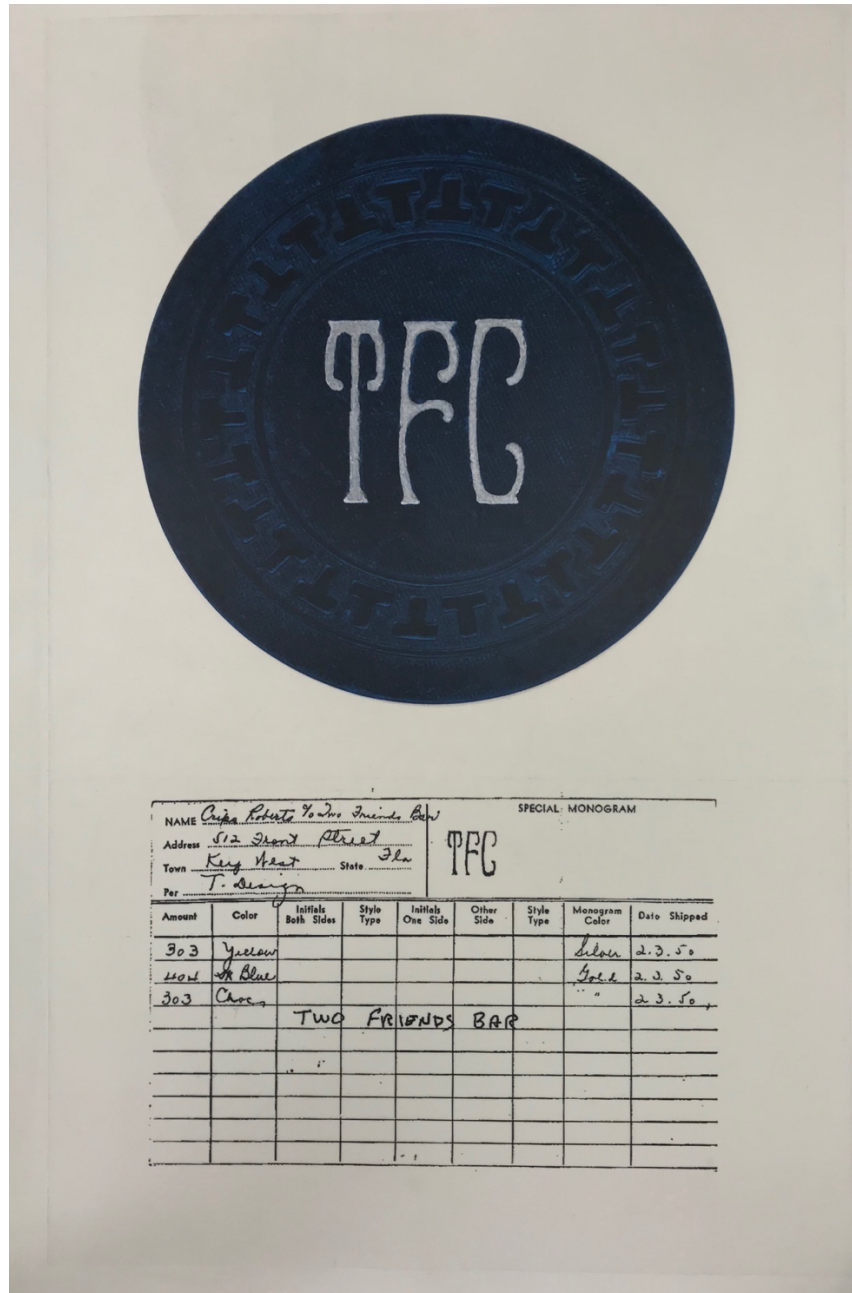 TFC
SPECIAL MONOGRAM
NAME Cripe Roberts % Two Friends Bar
Address 512 Front Street
TFC
Town Key West State Fla
Per T. Design
Amount Color Initials Both Sides Style Type Initials One Side Other Side Style Type Monogram Color Date Shipped
303 Yellow Silver 2.3.50
404 Dk Blue Gold 2.3.50
303 Choc " 2 3.50
TWO FRIENDS BAR